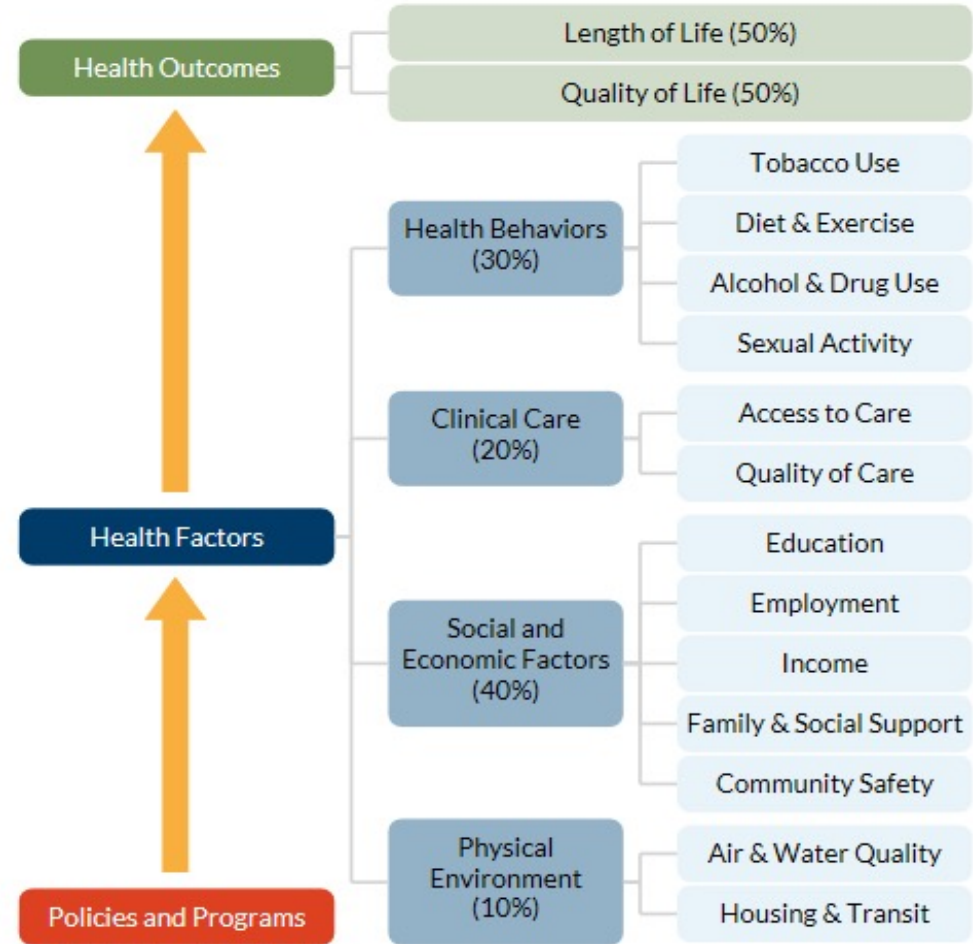 Health Outcomes
Length of Life (50%)
Quality of Life (50%)
Health Factors
Health Behaviors
(30%)
Tobacco Use
Diet & Exercise
Alcohol & Drug Use
Sexual Activity
Clinical Care
(20%)
Access to Care
Quality of Care
Social and
Economic Factors
(40%)
Education
Employment
Income
Family & Social Support
Community Safety
Physical
Environment
(10%)
Air & Water Quality
Housing & Transit
Policies and Programs